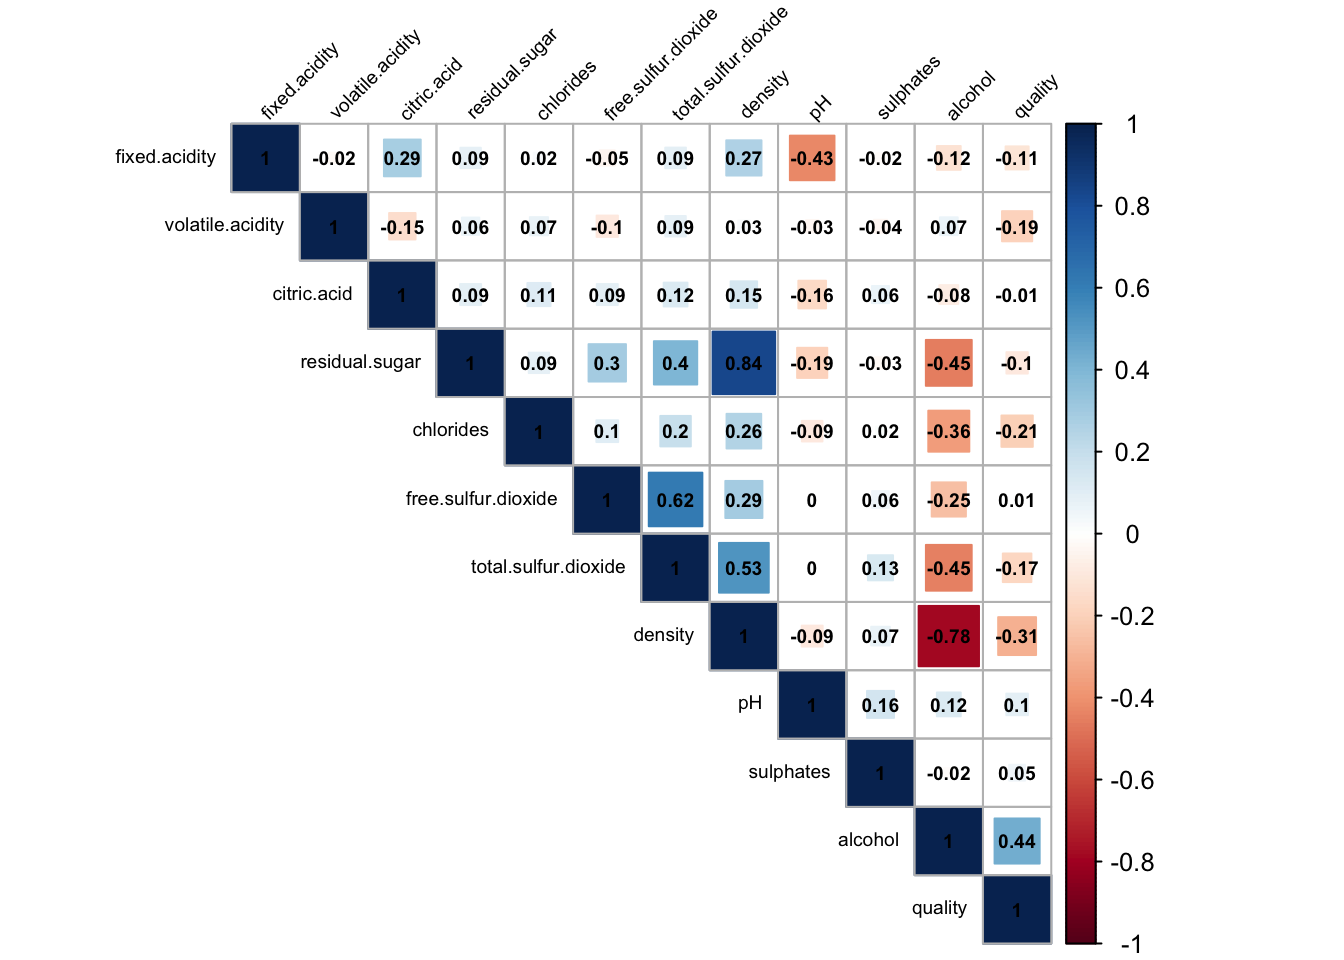 fixed.acidity volatile.acidity citric.acid residual.sugar chlorides free.sulfur.dioxide total.sulfur.dioxide density pH sulphates alcohol quality
fixed.acidity 1 -0.02 0.29 0.09 0.02 -0.05 0.09 0.27 -0.43 -0.02 -0.12 -0.11
volatile.acidity 1 -0.15 0.06 0.07 -0.1 0.09 0.03 -0.03 -0.04 0.07 -0.19
citric.acid 1 0.09 0.11 0.09 0.12 0.15 -0.16 0.06 -0.08 -0.01
residual.sugar 1 0.09 0.3 0.4 0.84 -0.19 -0.03 -0.45 -0.1
chlorides 1 0.1 0.2 0.26 -0.09 0.02 -0.36 -0.21
free.sulfur.dioxide 1 0.62 0.29 0 0.06 -0.25 0.01
total.sulfur.dioxide 1 0.53 0 0.13 -0.45 -0.17
density 1 -0.09 0.07 -0.78 -0.31
pH 1 0.16 0.12 0.1
sulphates 1 -0.02 0.05
alcohol 1 0.44
quality 1
1
0.8
0.6
0.4
0.2
0
-0.2
-0.4
-0.6
-0.8
-1